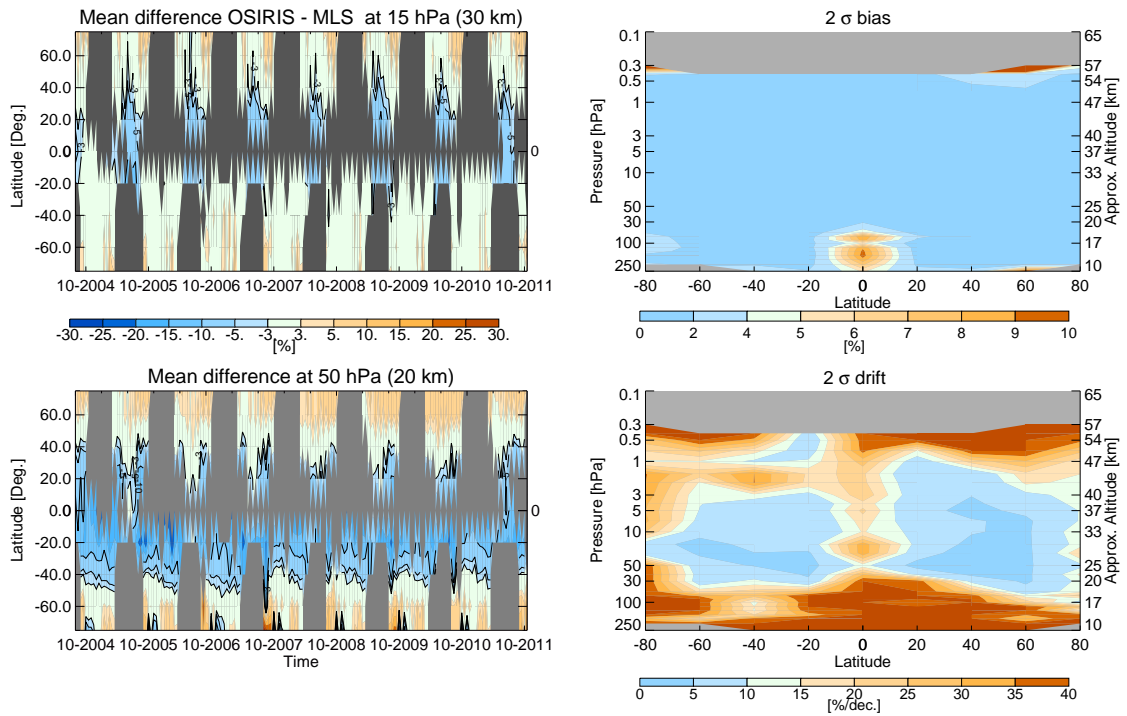 Mean difference OSIRIS - MLS at 15 hPa (30 km)
Latitude [Deg.]
60.0
40.0
20.0
0.0
-20.0
-40.0
-60.0
0
10-2004 10-2005 10-2006 10-2007 10-2008 10-2009 10-2010 10-2011
-30. -25. -20. -15. -10. -5. -3. 3. 5. 10. 15. 20. 25. 30.
[%]
2 σ bias
Pressure [hPa]
0.1
0.3
0.5
1
3
5
10
50
30
100
250
Approx. Altitude [km]
65
57
54
47
40
37
33
20
19
17
10
-80 -60 -40 -20 0 20 40 60 80
Latitude
0 2 4 5 6 7 8 9 10
[%]
Mean difference at 50 hPa (20 km)
Latitude [Deg.]
60.0
40.0
20.0
0.0
-20.0
-40.0
-60.0
0
10-2004 10-2005 10-2006 10-2007 10-2008 10-2009 10-2010 10-2011
Time
2 σ drift
Pressure [hPa]
0.1
0.3
0.5
1
3
5
10
50
30
100
250
Approx. Altitude [km]
65
57
54
47
40
37
33
25
20
17
10
-80 -60 -40 -20 0 20 40 60 80
Latitude
0 5 10 15 20 25 30 35 40
[%/dec.]